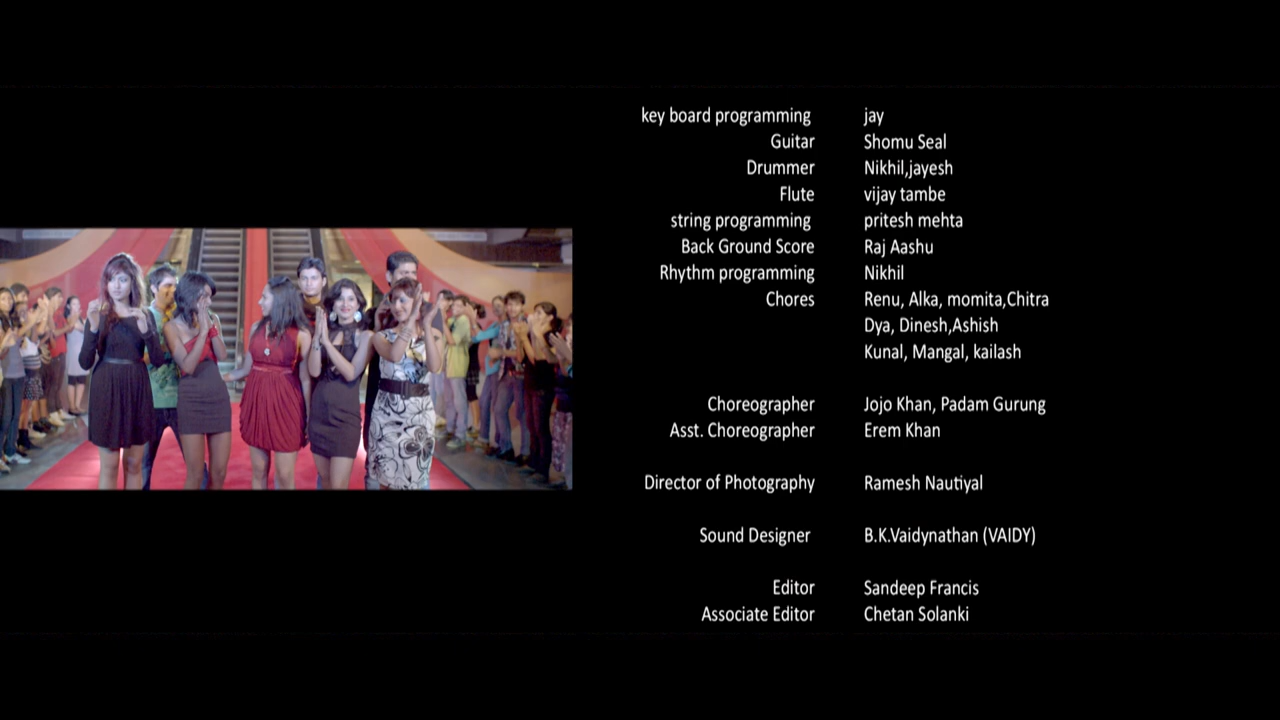 key board programming jay
Guitar Shomu Seal
Drummer Nikhil,jayesh
Flute vijay tambe
string programming pritesh mehta
Back Ground Score Raj Aashu
Rhythm programming Nikhil
Chores Renu, Alka, momita,Chitra
Dya, Dinesh,Ashish
Kunal, Mangal, kailash
Choreographer Jojo Khan, Padam Gurung
Asst. Choreographer Erem Khan
Director of Photography Ramesh Nautiyal
Sound Designer B.K.Vaidynathan (VAIDY)
Editor Sandeep Francis
Associate Editor Chetan Solanki